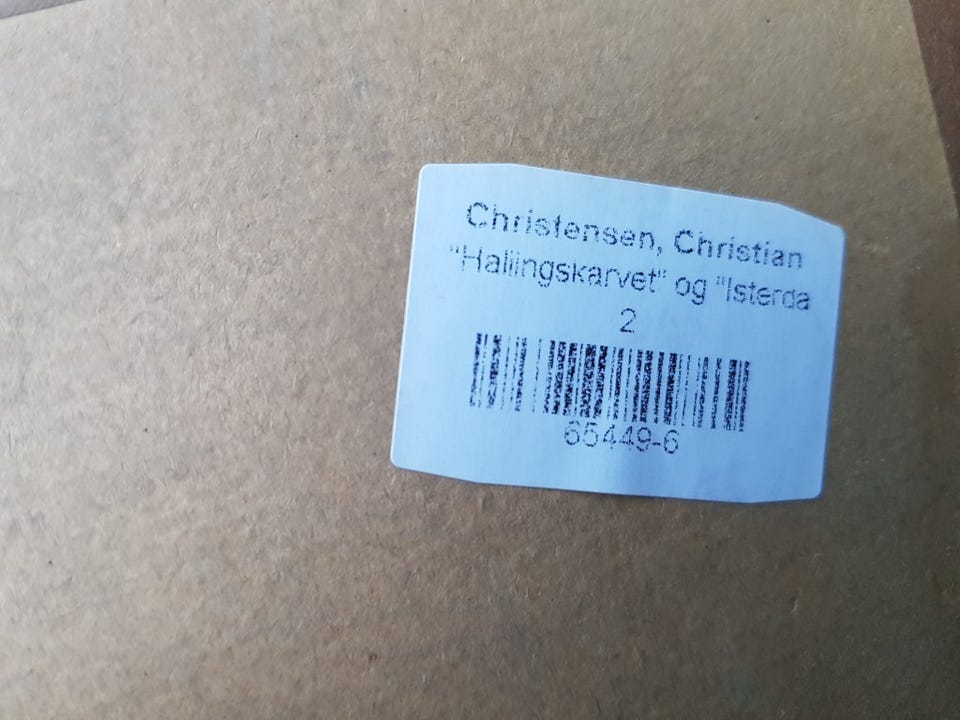 Christensen, Christian
"Hallingskarvet" og "Isterda
2
65449-6